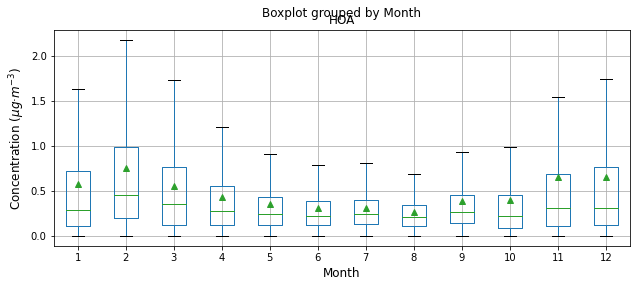 Boxplot grouped by Month
HOA
Concentration (μg·m⁻³)
2.0
1.5
1.0
0.5
0.0
1 2 3 4 5 6 7 8 9 10 11 12
Month